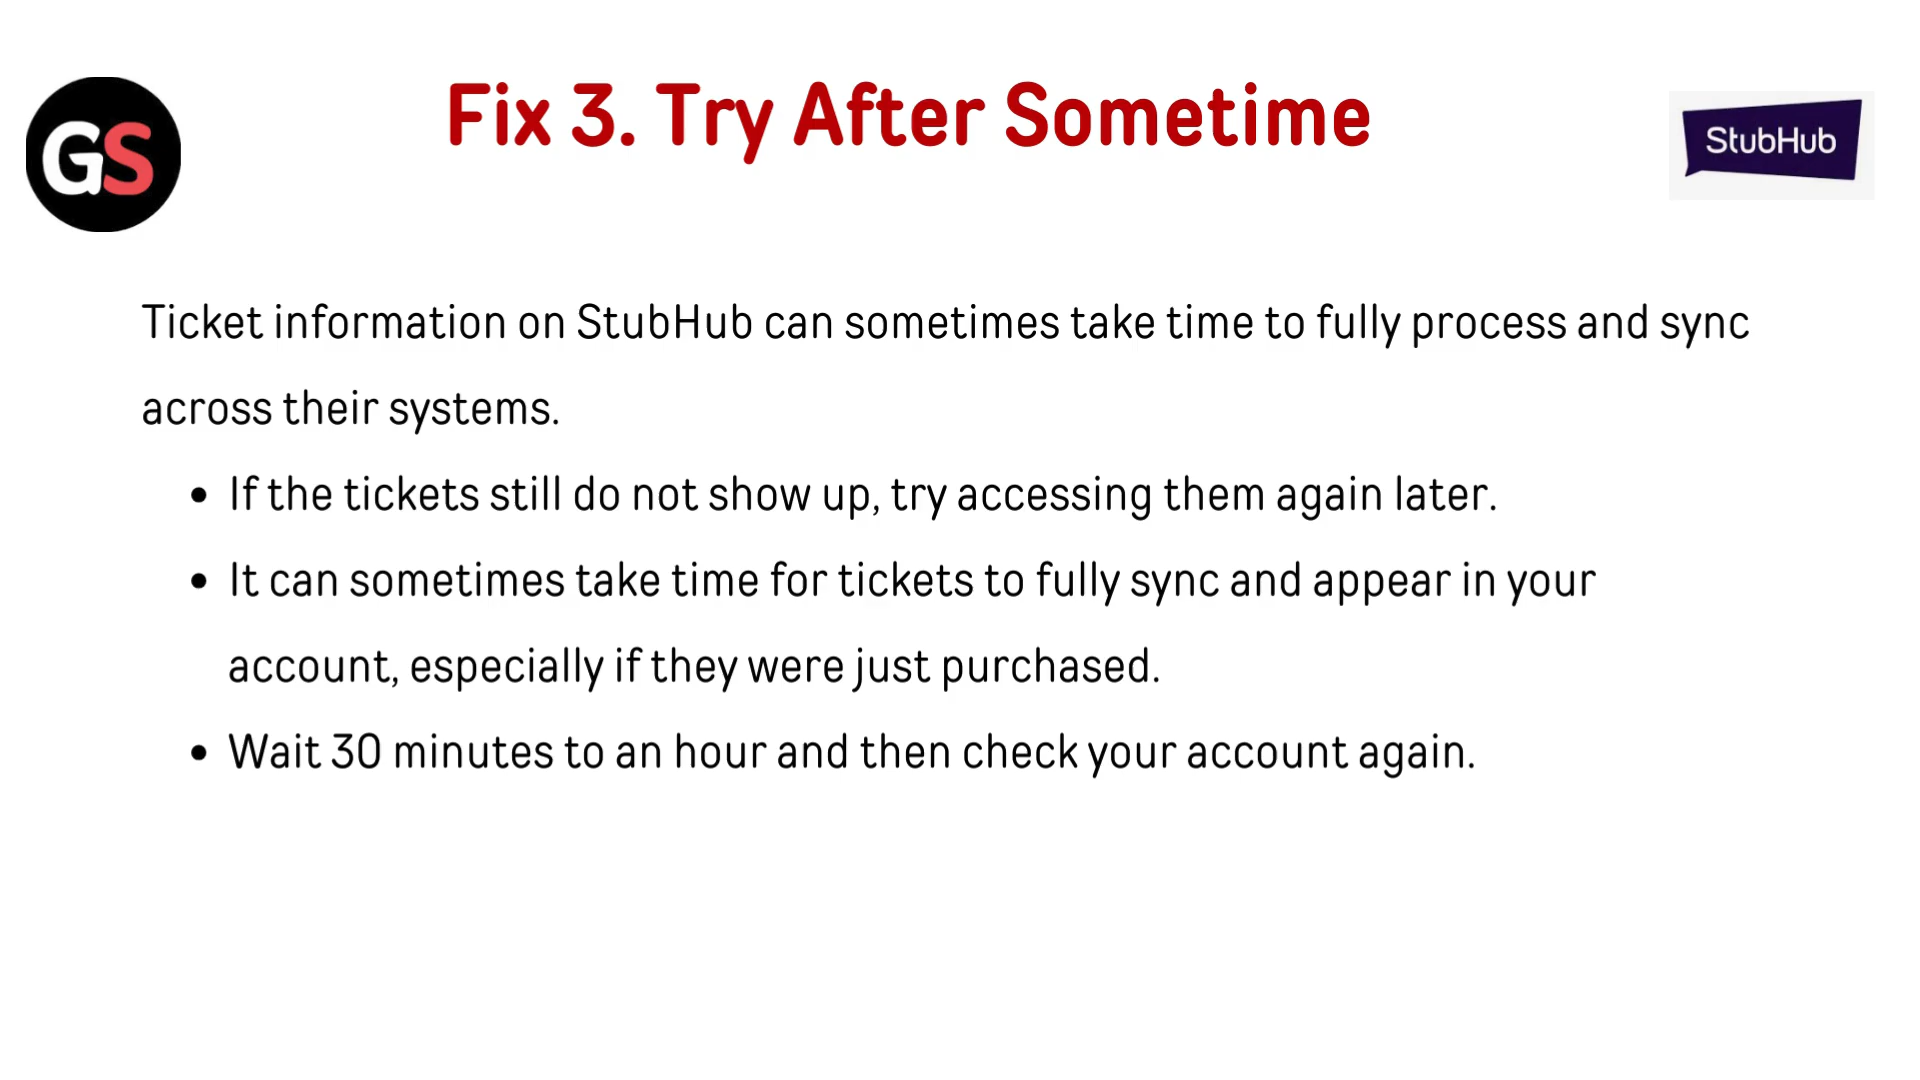 GS
Fix 3. Try After Sometime
StubHub
Ticket information on StubHub can sometimes take time to fully process and sync
across their systems.
• If the tickets still do not show up, try accessing them again later.
• It can sometimes take time for tickets to fully sync and appear in your
account, especially if they were just purchased.
• Wait 30 minutes to an hour and then check your account again.